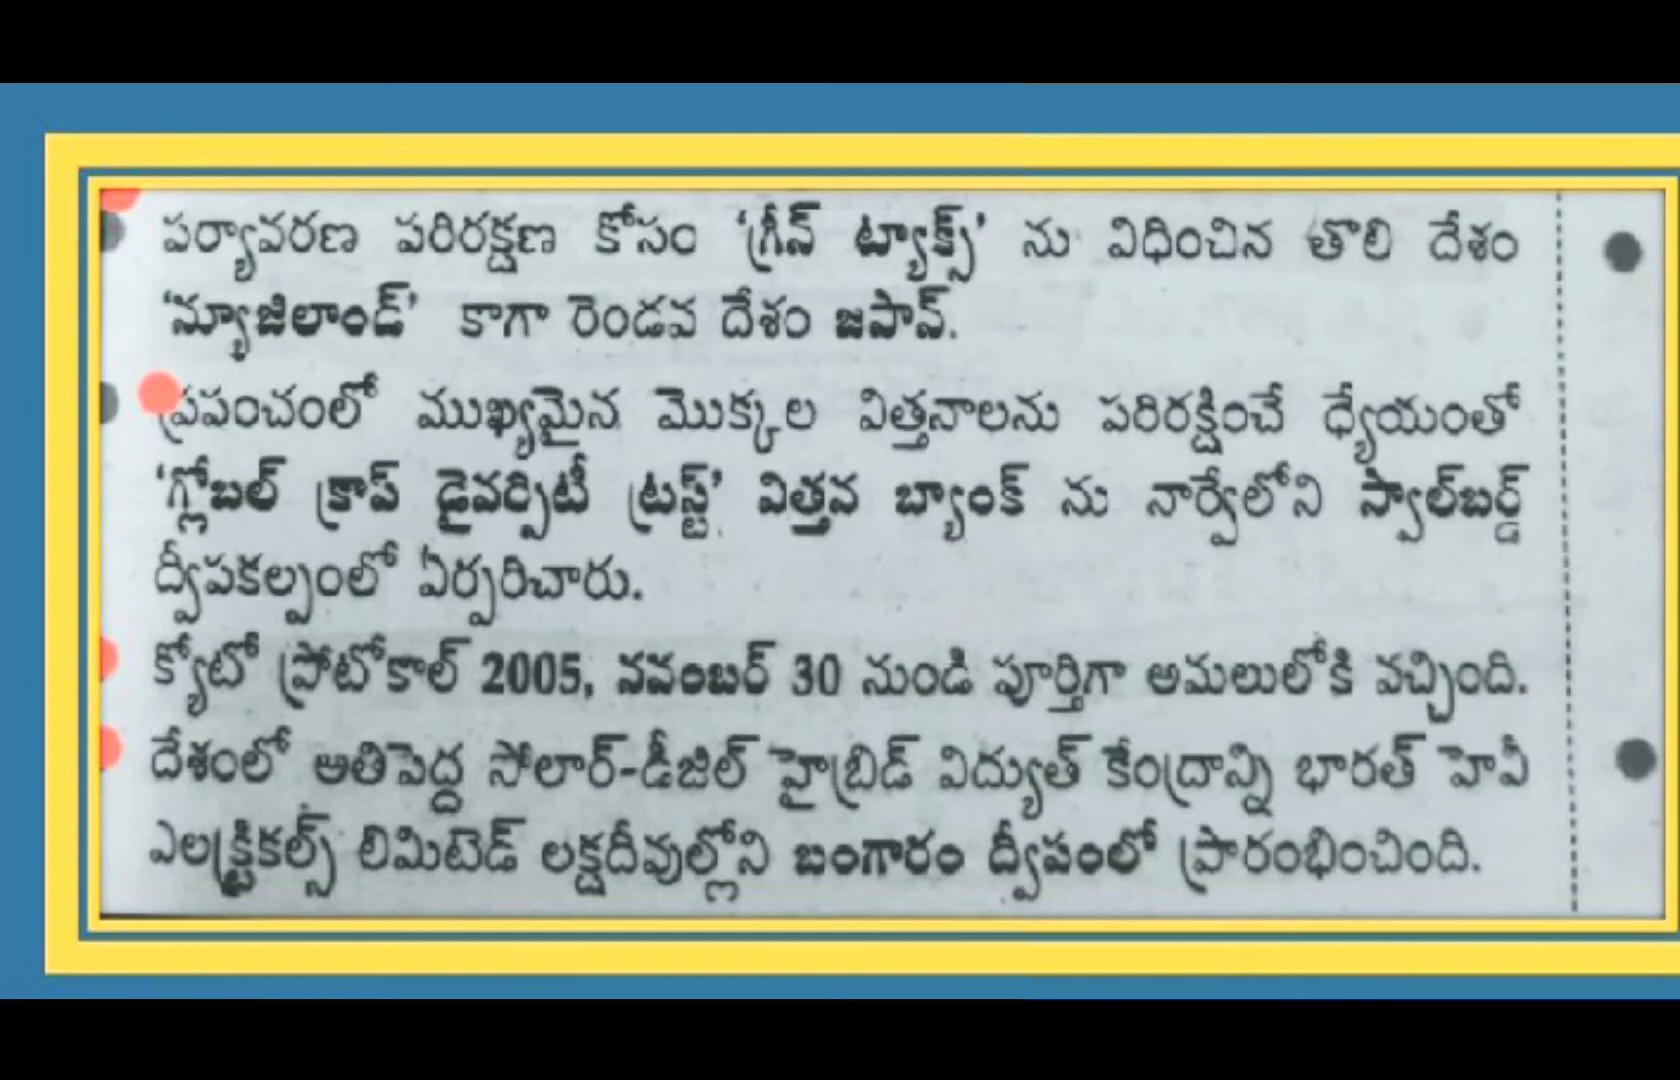 పర్యావరణ పరిరక్షణ కోసం ‘గ్రీన్ ట్యాక్స్’ ను విధించిన తొలి దేశం
‘న్యూజిలాండ్’ కాగా రెండవ దేశం జపాన్.
ప్రపంచంలో ముఖ్యమైన మొక్కల విత్తనాలను పరిరక్షించే ధ్యేయంతో
‘గ్లోబల్ క్రాప్ డైవర్సిటీ ట్రస్ట్’ విత్తన బ్యాంక్ ను నార్వేలోని స్వాల్‌బర్డ్
ద్వీపకల్పంలో ఏర్పరిచారు.
క్యోటో ప్రోటోకాల్ 2005, నవంబర్ 30 నుండి పూర్తిగా అమలులోకి వచ్చింది.
దేశంలో అతిపెద్ద సోలార్-డీజిల్ హైబ్రిడ్ విద్యుత్ కేంద్రాన్ని భారత్ హెవీ
ఎలక్ట్రికల్స్ లిమిటెడ్ లక్షదీవుల్లోని బంగారం ద్వీపంలో ప్రారంభించింది.